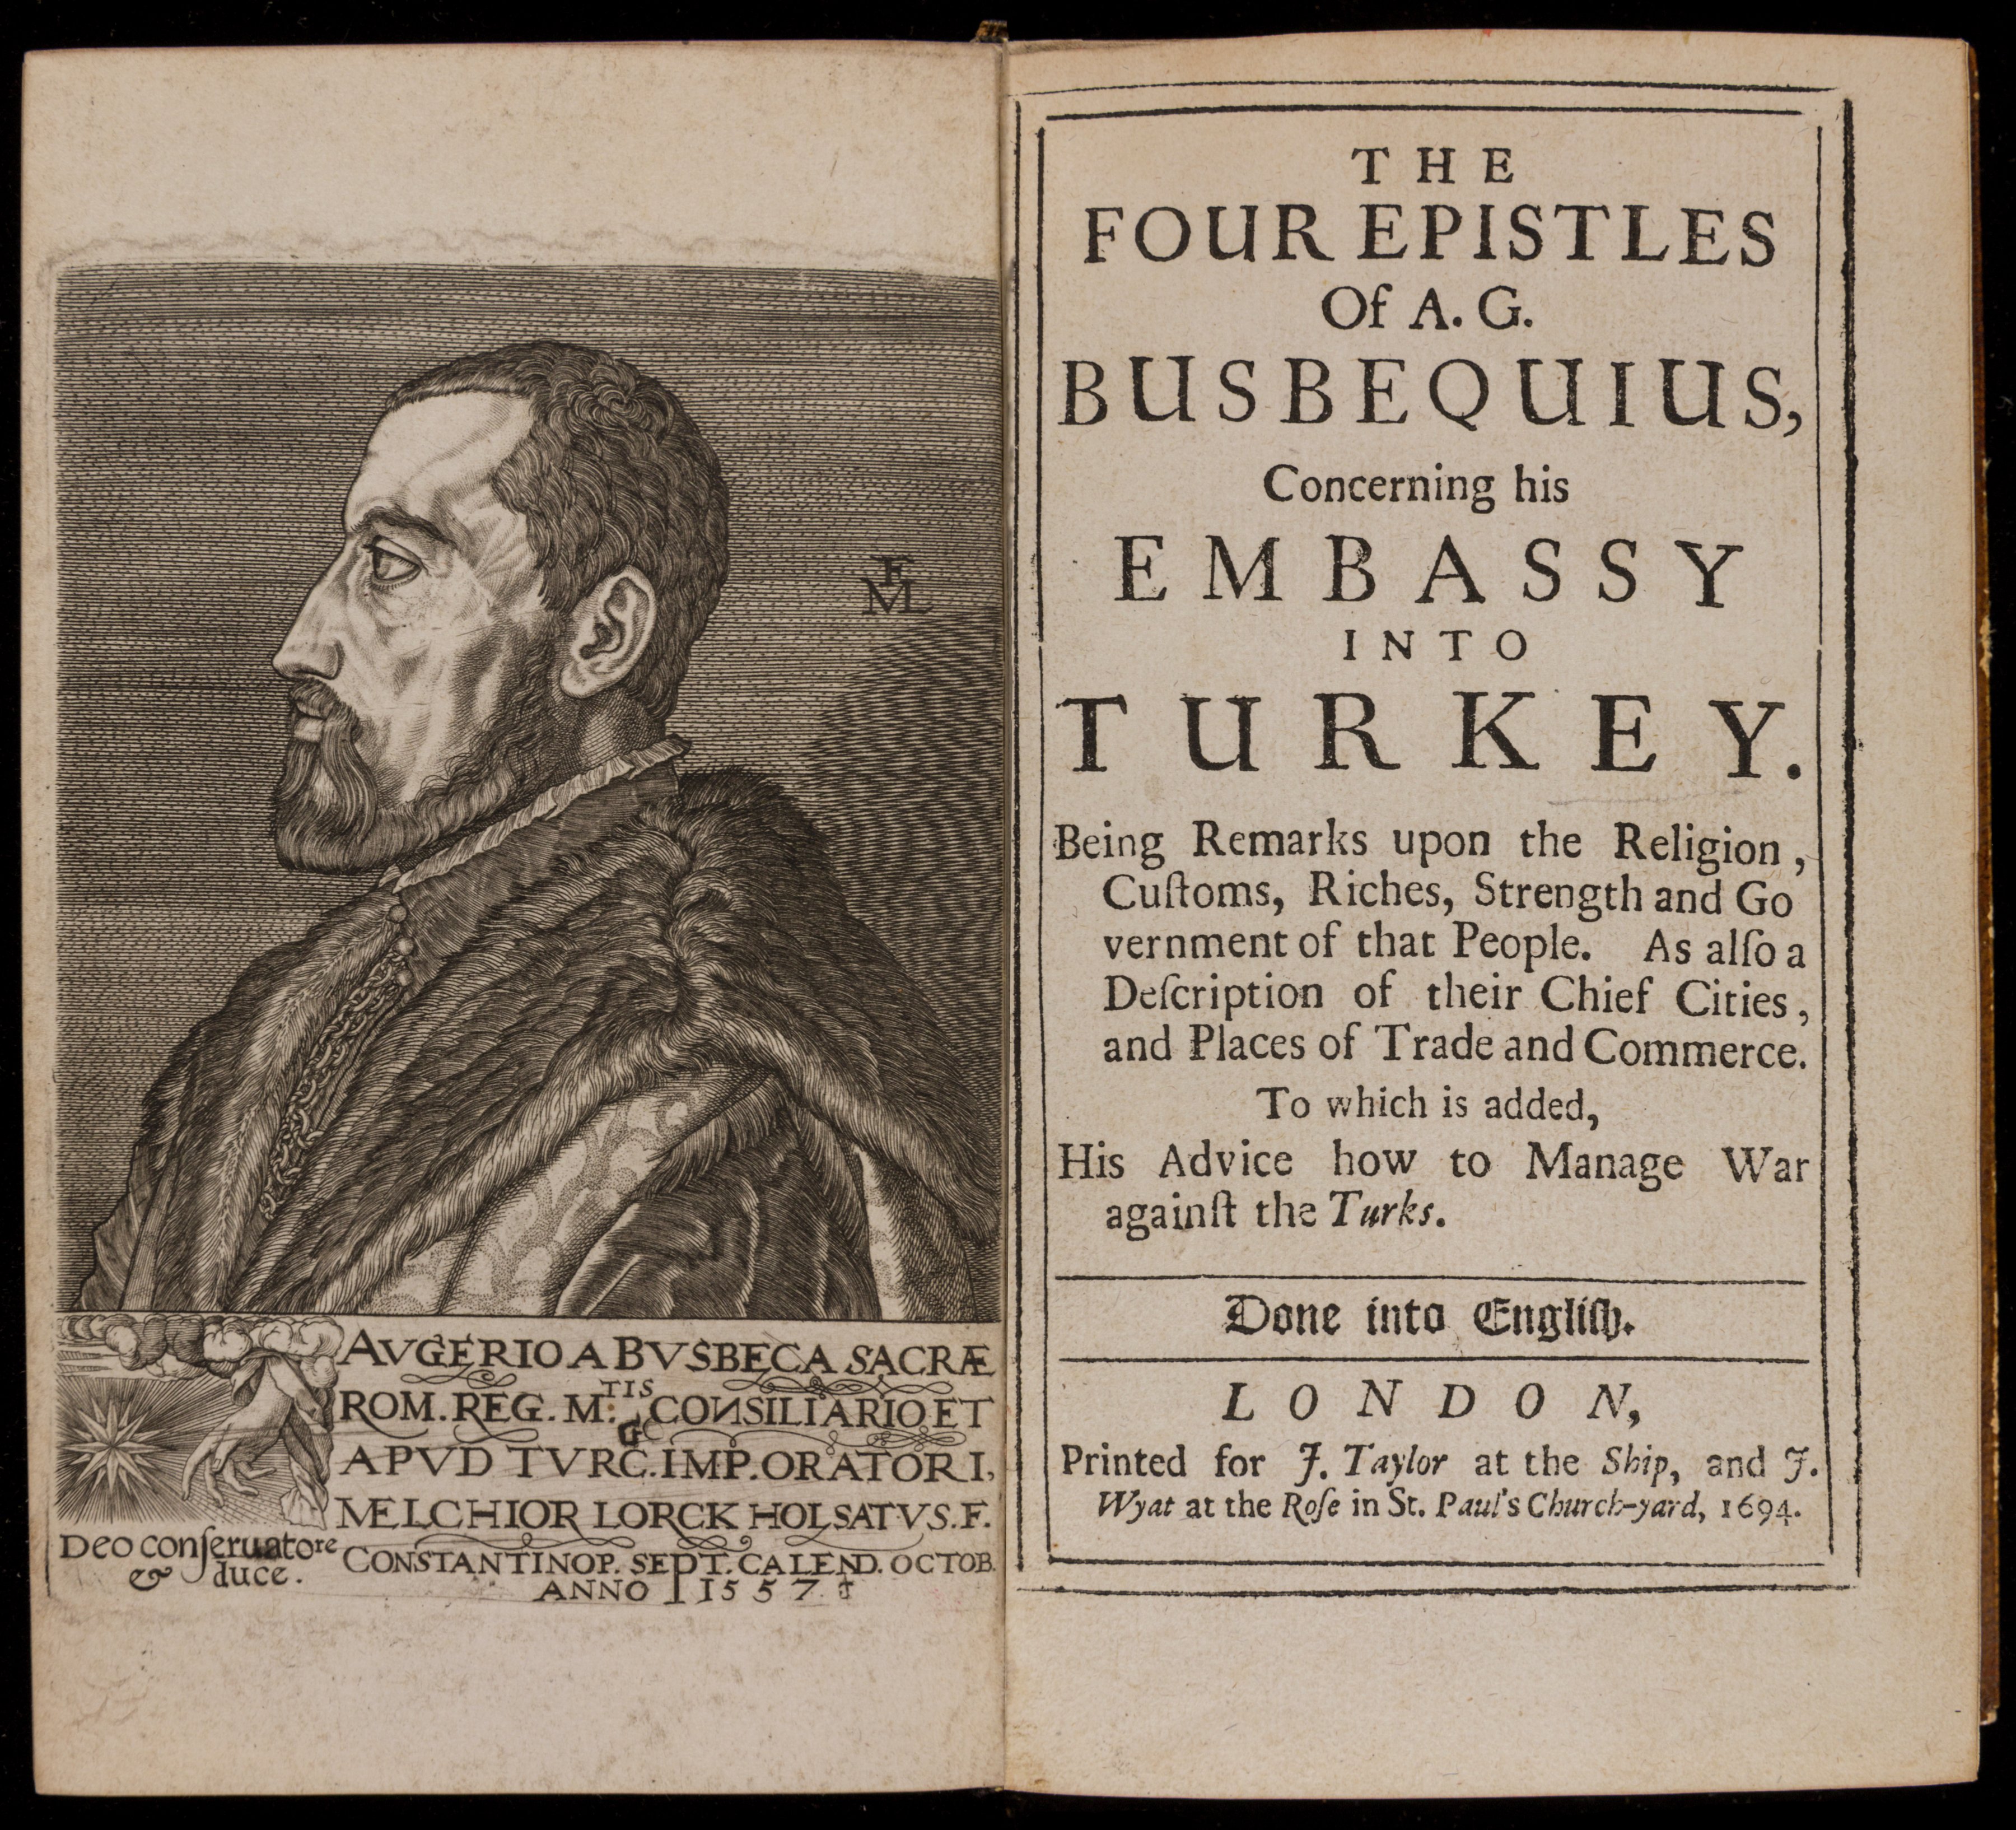 F
ML
AVGERIO A BVSBECA SACRÆ
ROM. REG. M:TIS CONSILIARIO ET
APVD TVRC. IMP. ORATORI,
MELCHIOR LORCK HOLSATVS. F.
CONSTANTINOP. SEPT. CALEND. OCTOB.
ANNO 1557
Deo conſeruatore
& duce.
THE
FOUR EPISTLES
Of A. G.
BUSBEQUIUS,
Concerning his
EMBASSY
INTO
TURKEY.
Being Remarks upon the Religion,
Cuſtoms, Riches, Strength and Go
vernment of that People. As alſo a
Deſcription of their Chief Cities,
and Places of Trade and Commerce.
To which is added,
His Advice how to Manage War
againſt the Turks.
Done into Engliſh.
LONDON,
Printed for J. Taylor at the Ship, and J.
Wyat at the Roſe in St. Paul's Church-yard, 1694.